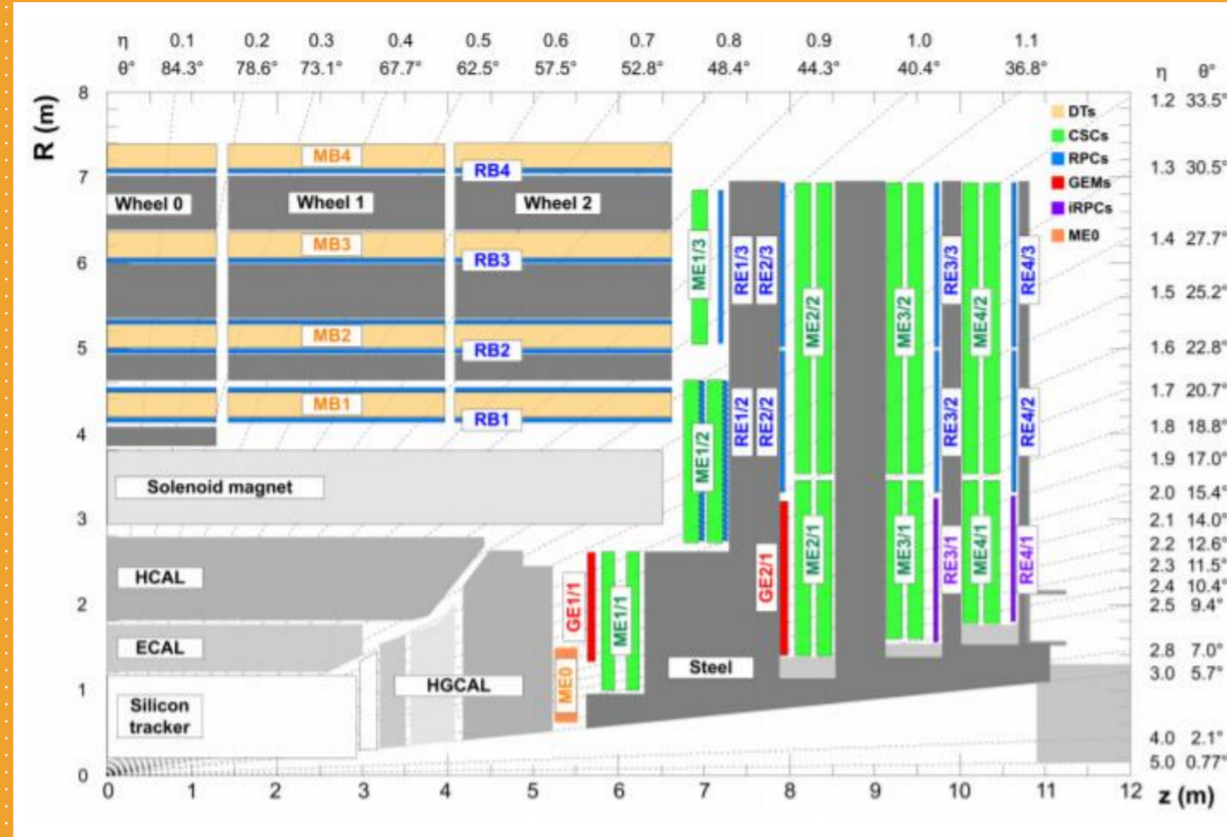 η 0.1 0.2 0.3 0.4 0.5 0.6 0.7 0.8 0.9 1.0 1.1
θ° 84.3° 78.6° 73.1° 67.7° 62.5° 57.5° 52.8° 48.4° 44.3° 40.4° 36.8° η θ°
R (m)
8
7
6
5
4
3
2
1
0
1.2 33.5°
1.3 30.5°
1.4 27.7°
1.5 25.2°
1.6 22.8°
1.7 20.7°
1.8 18.8°
1.9 17.0°
2.0 15.4°
2.1 14.0°
2.2 12.6°
2.3 11.5°
2.4 10.4°
2.5 9.4°
2.8 7.0°
3.0 5.7°
4.0 2.1°
5.0 0.77°
DTs
CSCs
RPCs
GEMs
iRPCs
ME0
MB4
RB4
Wheel 0 Wheel 1 Wheel 2
MB3
RB3
MB2
RB2
MB1
RB1
Solenoid magnet
HCAL
ECAL
Silicon
tracker
HGCAL
Steel
ME1/3
RE1/3
RE2/3
ME2/2
ME3/2
RE3/3
ME4/2
RE4/3
ME1/2
RE1/2
RE2/2
RE3/2
RE4/2
GE1/1
ME1/1
ME0
GE2/1
ME2/1
ME3/1
RE3/1
ME4/1
RE4/1
0 1 2 3 4 5 6 7 8 9 10 11 12 z (m)